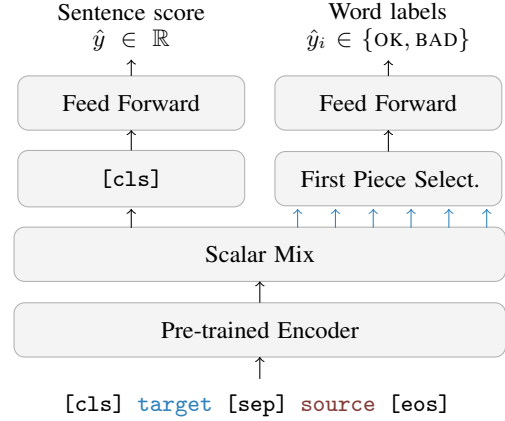 Sentence score
ŷ ∈ ℝ
Word labels
ŷᵢ ∈ {OK, BAD}
Feed Forward
Feed Forward
[cls]
First Piece Select.
Scalar Mix
Pre-trained Encoder
[cls] target [sep] source [eos]